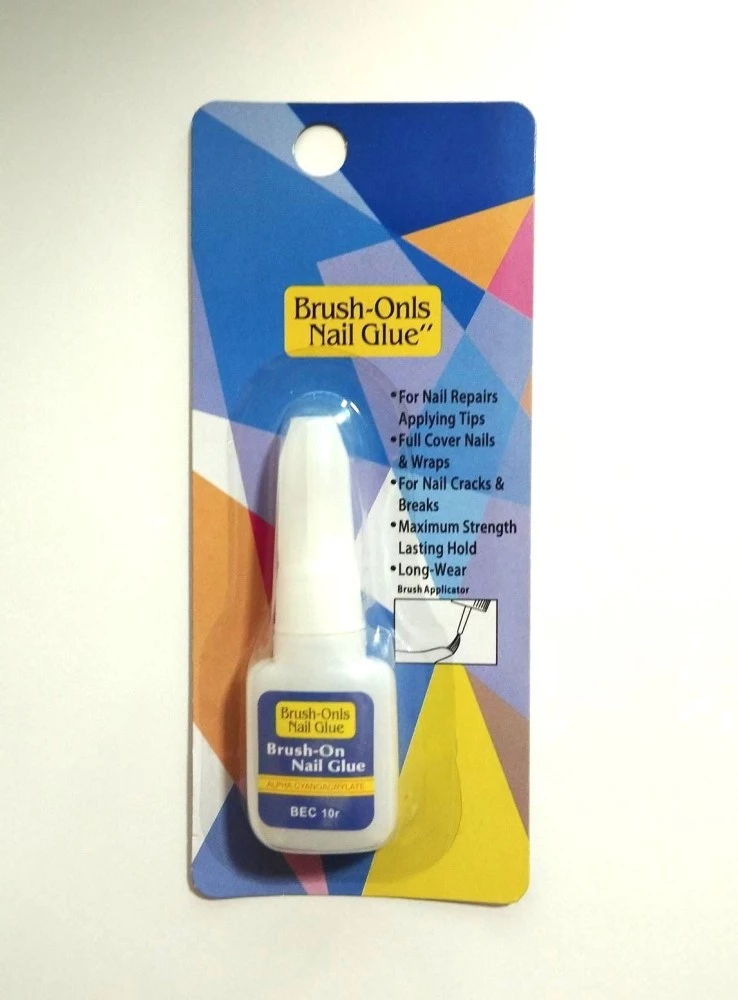 Brush-Onls
Nail Glue''
•For Nail Repairs
Applying Tips
•Full Cover Nails
& Wraps
•For Nail Cracks &
Breaks
•Maximum Strength
Lasting Hold
•Long-Wear
Brush Applicator
Brush-Onls
Nail Glue
Brush-On
Nail Glue
ALPHA CYANOACRYLATE
BEC 10г